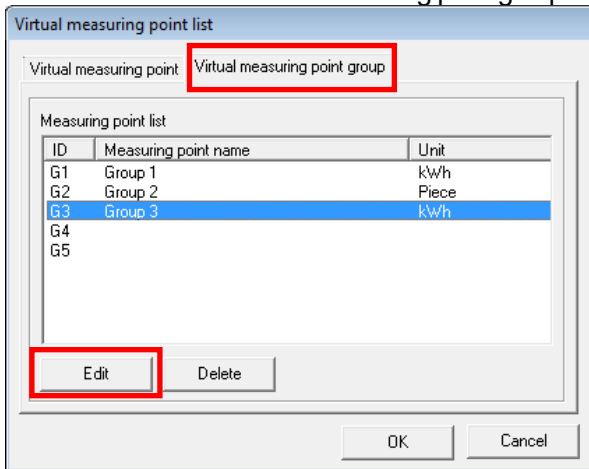 Virtual measuring point list
Virtual measuring point Virtual measuring point group
Measuring point list
ID Measuring point name Unit
G1 Group 1 kWh
G2 Group 2 Piece
G3 Group 3 kWh
G4
G5
Edit Delete
OK Cancel